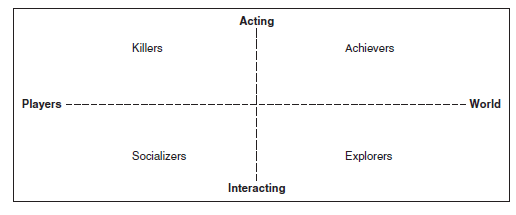 Acting
Killers
Achievers
Players
World
Socializers
Explorers
Interacting